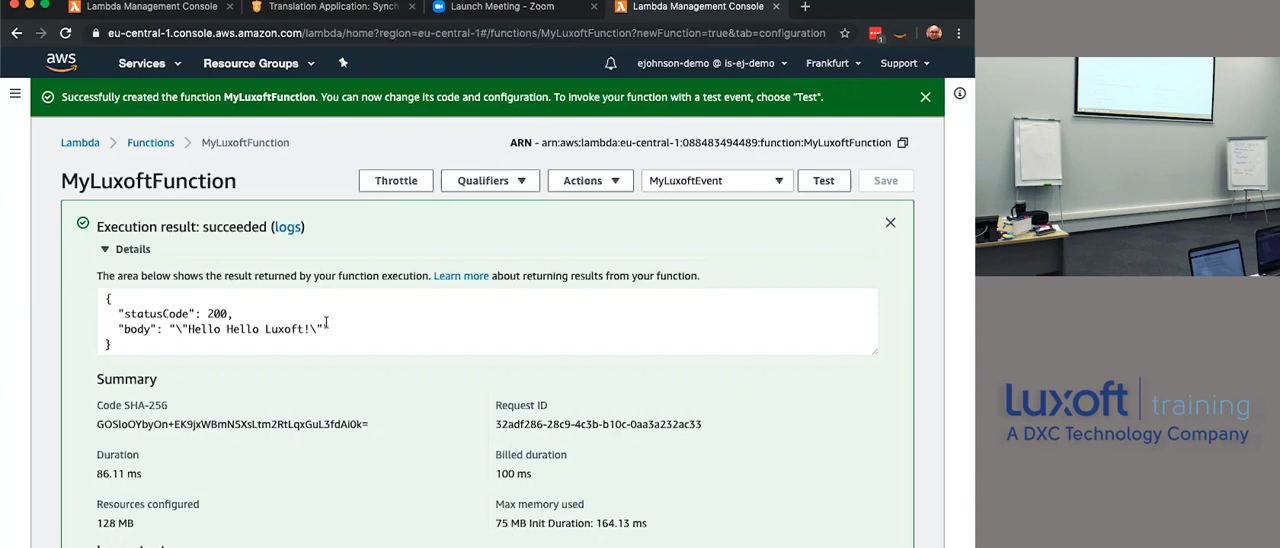 Lambda Management Console
Translation Application: Synch
Launch Meeting - Zoom
Lambda Management Console
eu-central-1.console.aws.amazon.com/lambda/home?region=eu-central-1#/functions/MyLuxoftFunction?newFunction=true&tab=configuration
aws
Services
Resource Groups
ejohnson-demo @ is-ej-demo
Frankfurt
Support
Successfully created the function MyLuxoftFunction. You can now change its code and configuration. To invoke your function with a test event, choose "Test".
Lambda
Functions
MyLuxoftFunction
ARN - arn:aws:lambda:eu-central-1:088483494489:function:MyLuxoftFunction
MyLuxoftFunction
Throttle
Qualifiers
Actions
MyLuxoftEvent
Test
Save
Execution result: succeeded (logs)
Details
The area below shows the result returned by your function execution. Learn more about returning results from your function.
{
"statusCode": 200,
"body": "\"Hello Hello Luxoft!\""
}
Summary
Code SHA-256
GOSloOYbyOn+EK9jxWBmN5XsLtm2RtLqxGuL3fdAi0k=
Request ID
32adf286-28c9-4c3b-b10c-0aa3a232ac33
Duration
86.11 ms
Billed duration
100 ms
Resources configured
128 MB
Max memory used
75 MB Init Duration: 164.13 ms
luxoft training
A DXC Technology Company